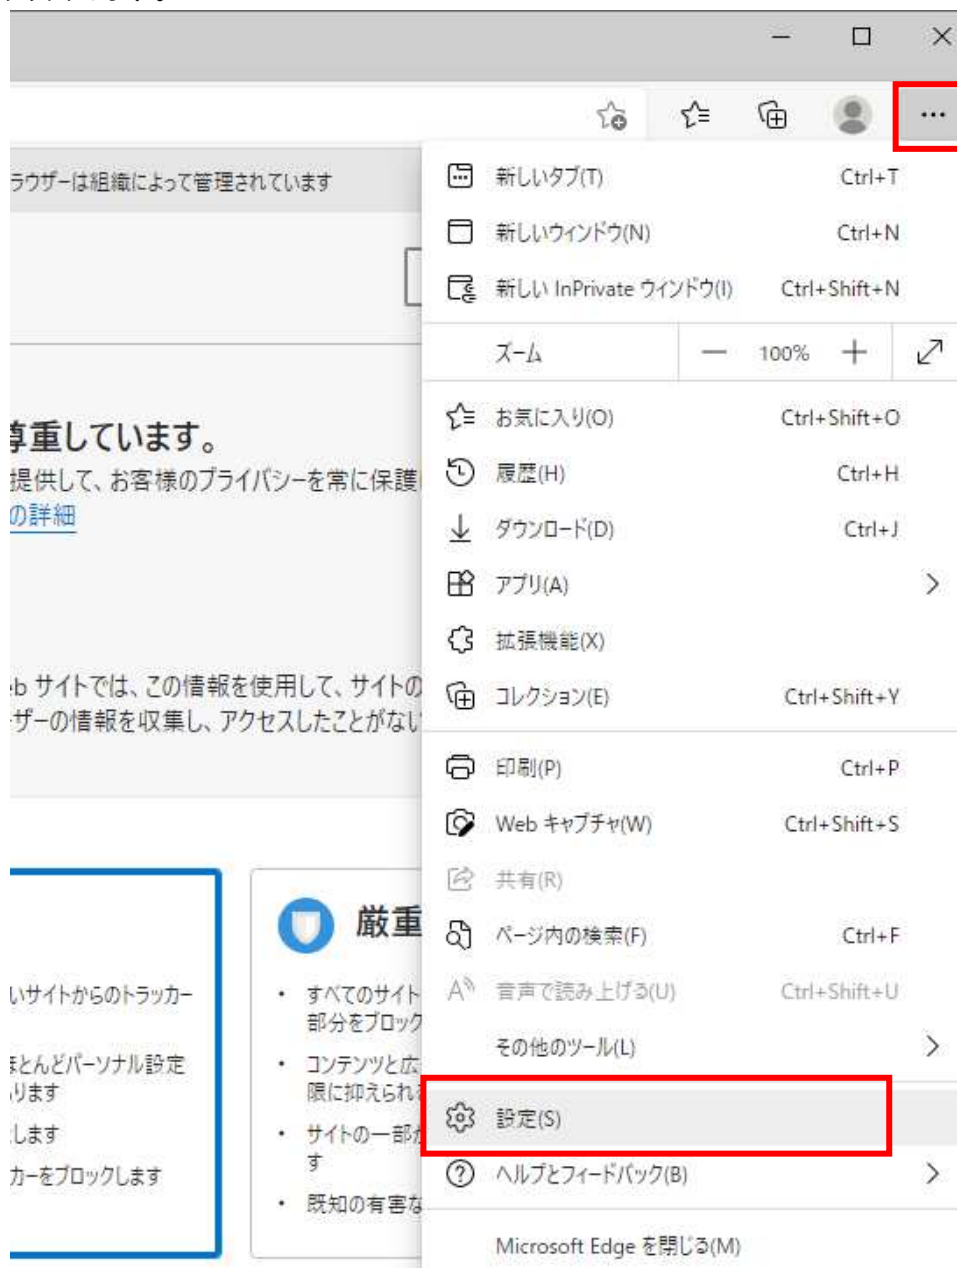 ラウザーは組織によって管理されています
新しいタブ(T) Ctrl+T
新しいウィンドウ(N) Ctrl+N
新しい InPrivate ウィンドウ(I) Ctrl+Shift+N
ズーム — 100% +
お気に入り(O) Ctrl+Shift+O
履歴(H) Ctrl+H
ダウンロード(D) Ctrl+J
アプリ(A)
拡張機能(X)
コレクション(E) Ctrl+Shift+Y
印刷(P) Ctrl+P
Web キャプチャ(W) Ctrl+Shift+S
共有(R)
ページ内の検索(F) Ctrl+F
音声で読み上げる(U) Ctrl+Shift+U
その他のツール(L)
設定(S)
ヘルプとフィードバック(B)
Microsoft Edge を閉じる(M)
尊重しています。
提供して、お客様のプライバシーを常に保護
の詳細
eb サイトでは、この情報を使用して、サイトの
ーザーの情報を収集し、アクセスしたことがない
いサイトからのトラッカー
ほとんどパーソナル設定
ります
します
カーをブロックします
厳重
• すべてのサイト
部分をブロック
• コンテンツと広
限に抑えられ
• サイトの一部が
す
• 既知の有害な